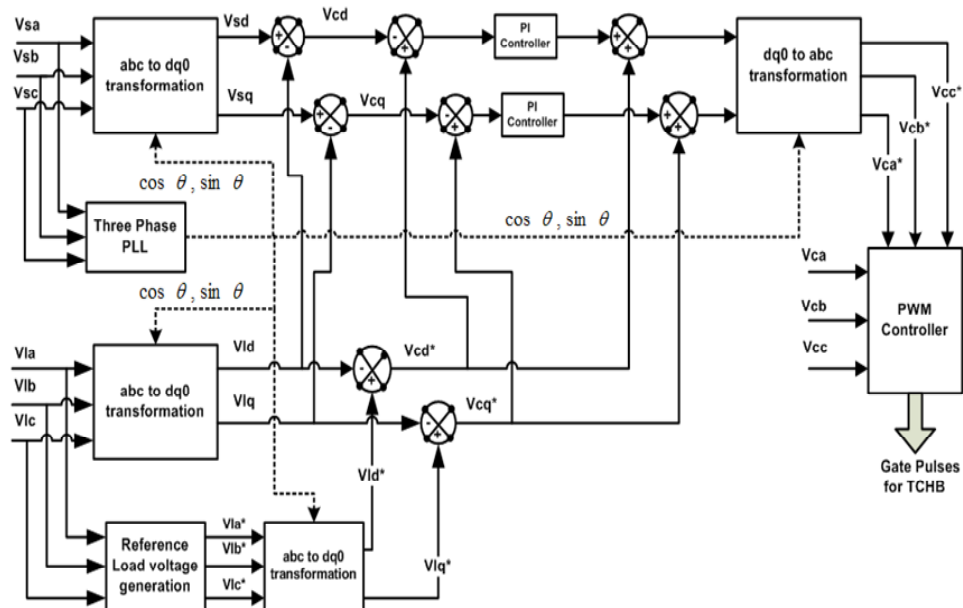 Vsa
Vsb
Vsc
abc to dq0
transformation
Vsd
Vsq
Vcd
Vcq
PI
Controller
PI
Controller
dq0 to abc
transformation
Vcc*
Vcb*
Vca*
cos θ , sin θ
Three Phase
PLL
cos θ , sin θ
cos θ , sin θ
Vca
Vcb
Vcc
PWM
Controller
Vla
Vlb
Vlc
abc to dq0
transformation
Vld
Vlq
Vcd*
Vcq*
Vld*
Vlq*
Gate Pulses
for TCHB
Reference
Load voltage
generation
Vla*
Vlb*
Vlc*
abc to dq0
transformation
+
-
+
-
-
+
-
+
+
+
+
+
-
+
-
+